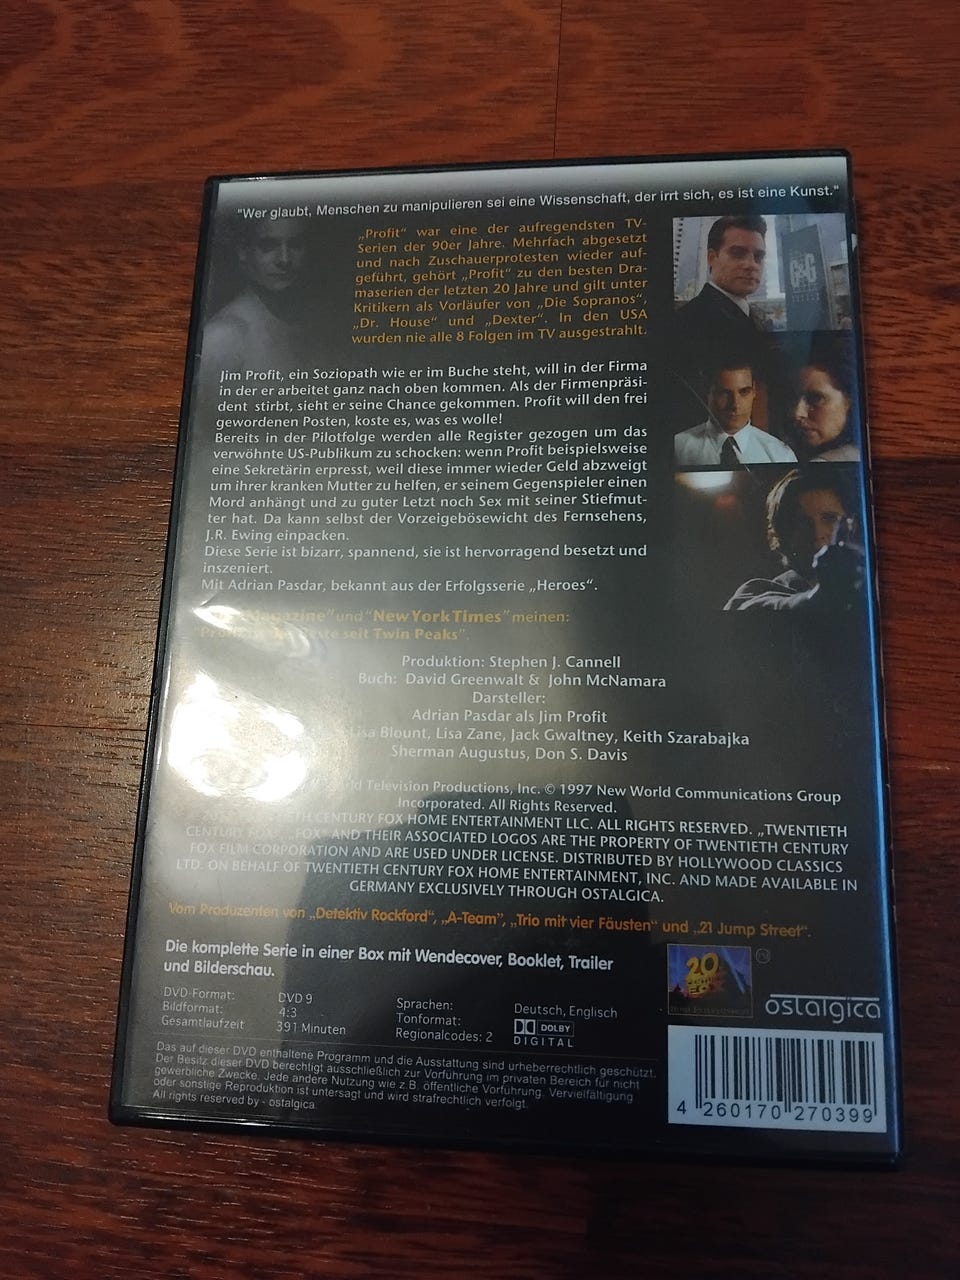 "Wer glaubt, Menschen zu manipulieren sei eine Wissenschaft, der irrt sich, es ist eine Kunst."
„Profit“ war eine der aufregendsten TV-
Serien der 90er Jahre. Mehrfach abgesetzt
und nach Zuschauerprotesten wieder auf-
geführt, gehört „Profit“ zu den besten Dra-
maserien der letzten 20 Jahre und gilt unter
Kritikern als Vorläufer von „Die Sopranos“,
„Dr. House“ und „Dexter“. In den USA
wurden nie alle 8 Folgen im TV ausgestrahlt.
Jim Profit, ein Soziopath wie er im Buche steht, will in der Firma
in der er arbeitet ganz nach oben kommen. Als der Firmenpräsi-
dent stirbt, sieht er seine Chance gekommen. Profit will den frei
gewordenen Posten, koste es, was es wolle!
Bereits in der Pilotfolge werden alle Register gezogen um das
verwöhnte US-Publikum zu schocken: wenn Profit beispielsweise
eine Sekretärin erpresst, weil diese immer wieder Geld abzweigt
um ihrer kranken Mutter zu helfen, er seinem Gegenspieler einen
Mord anhängt und zu guter Letzt noch Sex mit seiner Stiefmut-
ter hat. Da kann selbst der Vorzeigebösewicht des Fernsehens,
J.R. Ewing einpacken.
Diese Serie ist bizarr, spannend, sie ist hervorragend besetzt und
inszeniert.
Mit Adrian Pasdar, bekannt aus der Erfolgsserie „Heroes“.
Magazine" und "New York Times" meinen:
seit Twin Peaks".
Produktion: Stephen J. Cannell
Buch: David Greenwalt & John McNamara
Darsteller:
Adrian Pasdar als Jim Profit
Lisa Blount, Lisa Zane, Jack Gwaltney, Keith Szarabajka
Sherman Augustus, Don S. Davis
Television Productions, Inc. © 1997 New World Communications Group
Incorporated. All Rights Reserved.
CENTURY FOX HOME ENTERTAINMENT LLC. ALL RIGHTS RESERVED. „TWENTIETH
CENTURY FOX“, „FOX“ AND THEIR ASSOCIATED LOGOS ARE THE PROPERTY OF TWENTIETH CENTURY
FOX FILM CORPORATION AND ARE USED UNDER LICENSE. DISTRIBUTED BY HOLLYWOOD CLASSICS
LTD. ON BEHALF OF TWENTIETH CENTURY FOX HOME ENTERTAINMENT, INC. AND MADE AVAILABLE IN
GERMANY EXCLUSIVELY THROUGH OSTALGICA.
Vom Produzenten von „Detektiv Rockford“, „A-Team“, „Trio mit vier Fäusten“ und „21 Jump Street“.
Die komplette Serie in einer Box mit Wendecover, Booklet, Trailer
und Bilderschau.
DVD-Format: DVD 9
Bildformat: 4:3
Gesamtlaufzeit 391 Minuten
Sprachen: Deutsch, Englisch
Tonformat: DOLBY DIGITAL
Regionalcodes: 2
Das auf dieser DVD enthaltene Programm und die Ausstattung sind urheberrechtlich geschützt.
Der Besitz dieser DVD berechtigt ausschließlich zur Vorführung im privaten Bereich für nicht
gewerbliche Zwecke. Jede andere Nutzung wie z.B. öffentliche Vorführung, Vervielfältigung
oder sonstige Reproduktion ist untersagt und wird strafrechtlich verfolgt.
All rights reserved by - ostalgica.
20
FOX
ostalgica
4 260170 270399